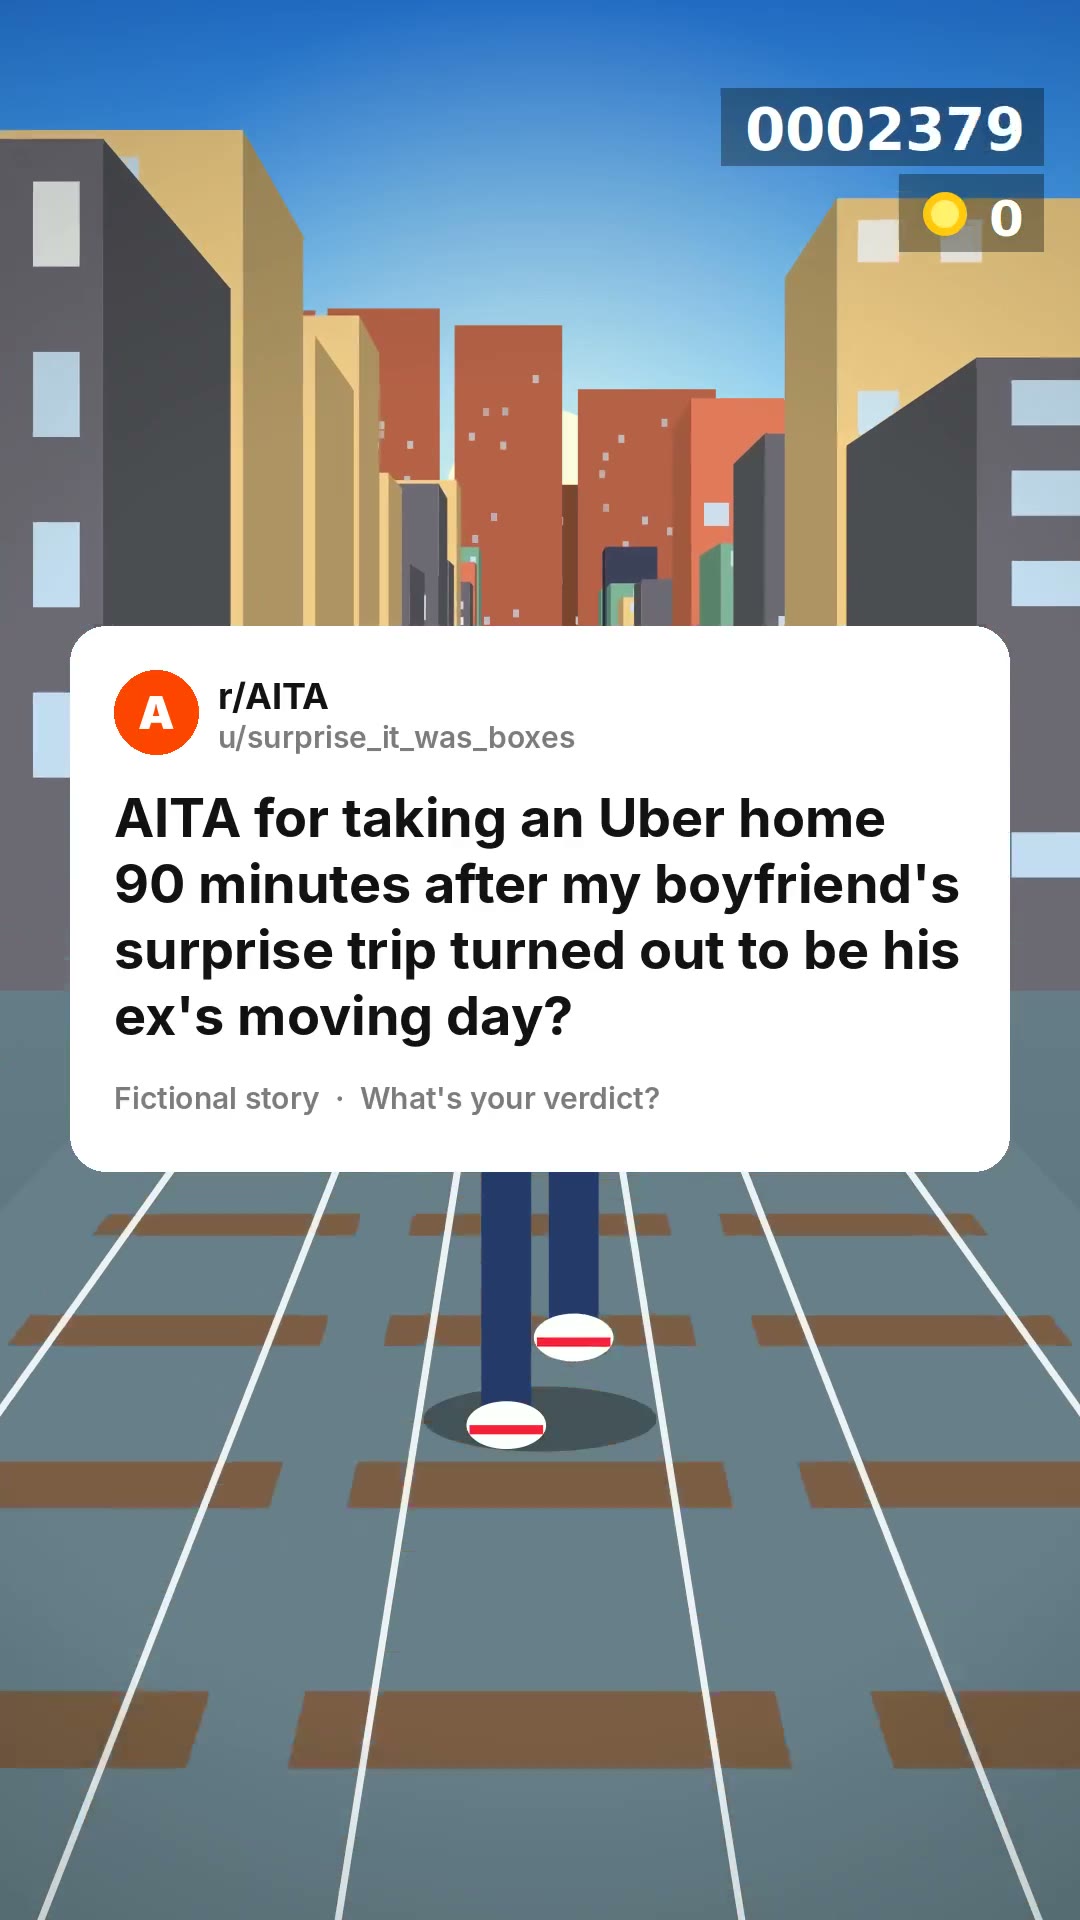 0002379
0
A
r/AITA
u/surprise_it_was_boxes
AITA for taking an Uber home
90 minutes after my boyfriend's
surprise trip turned out to be his
ex's moving day?
Fictional story · What's your verdict?